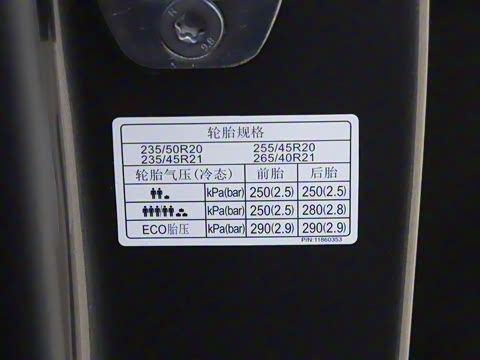 轮胎规格
235/50R20 255/45R20
235/45R21 265/40R21
轮胎气压(冷态) 前胎 后胎
kPa(bar) 250(2.5) 250(2.5)
kPa(bar) 250(2.5) 280(2.8)
ECO胎压 kPa(bar) 290(2.9) 290(2.9)
P/N:11860353